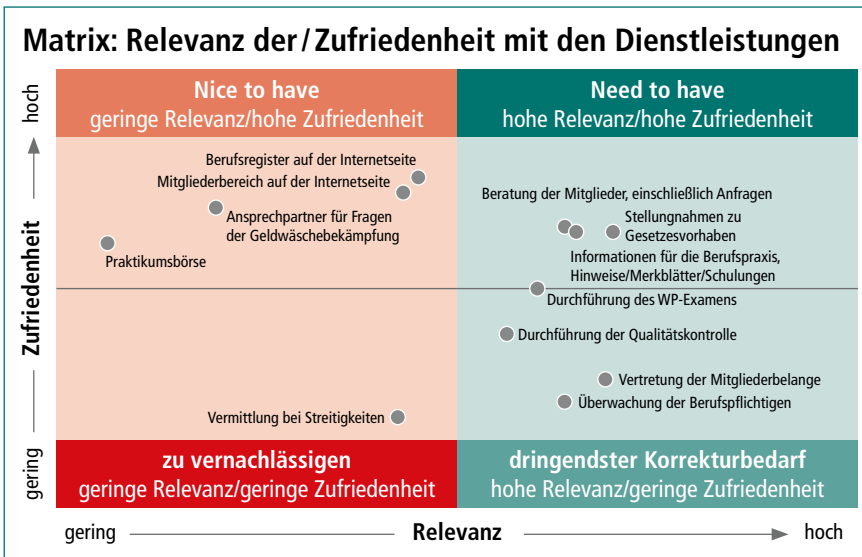 Matrix: Relevanz der/Zufriedenheit mit den Dienstleistungen
Nice to have
geringe Relevanz/hohe Zufriedenheit
Need to have
hohe Relevanz/hohe Zufriedenheit
hoch
Zufriedenheit
gering
Berufsregister auf der Internetseite
Mitgliederbereich auf der Internetseite
Ansprechpartner für Fragen
der Geldwäschebekämpfung
Praktikumsbörse
Vermittlung bei Streitigkeiten
Beratung der Mitglieder, einschließlich Anfragen
Stellungnahmen zu
Gesetzesvorhaben
Informationen für die Berufspraxis,
Hinweise/Merkblätter/Schulungen
Durchführung des WP-Examens
Durchführung der Qualitätskontrolle
Vertretung der Mitgliederbelange
Überwachung der Berufspflichtigen
zu vernachlässigen
geringe Relevanz/geringe Zufriedenheit
dringendster Korrekturbedarf
hohe Relevanz/geringe Zufriedenheit
gering
Relevanz
hoch